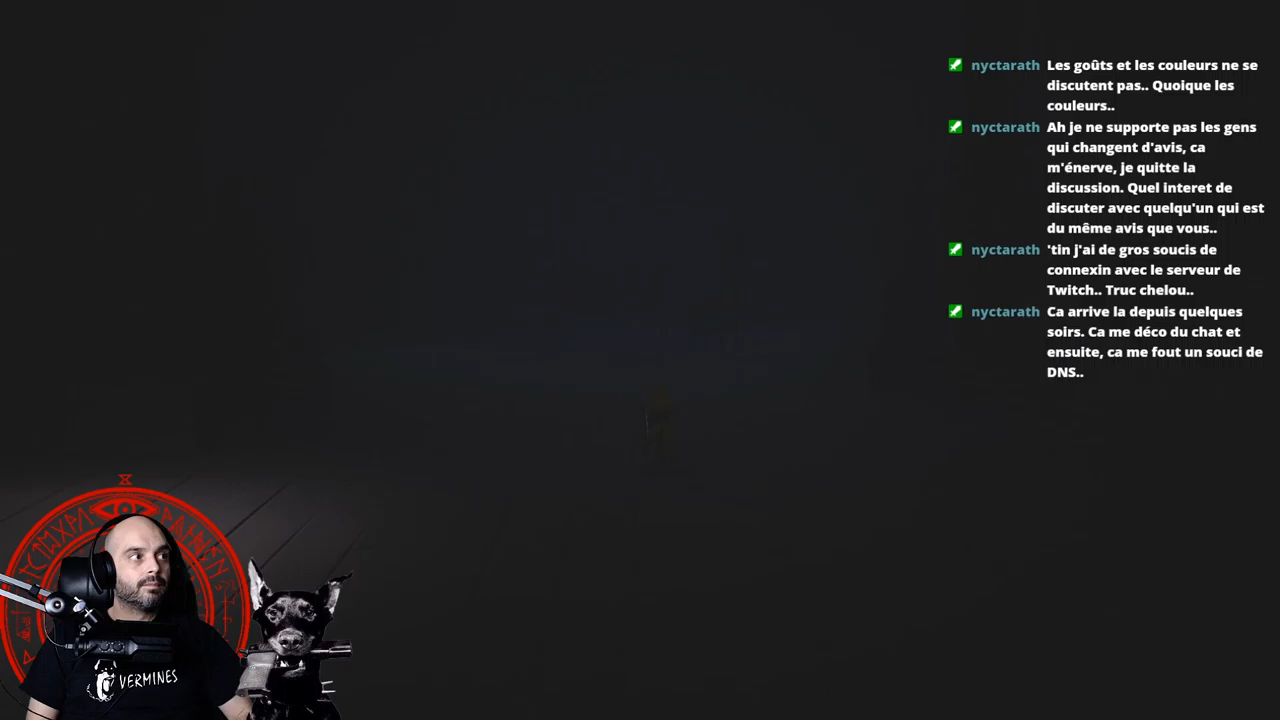 nyctarath Les goûts et les couleurs ne se
discutent pas.. Quoique les
couleurs..
nyctarath Ah je ne supporte pas les gens
qui changent d'avis, ca
m'énerve, je quitte la
discussion. Quel interet de
discuter avec quelqu'un qui est
du même avis que vous..
nyctarath 'tin j'ai de gros soucis de
connexin avec le serveur de
Twitch.. Truc chelou..
nyctarath Ca arrive la depuis quelques
soirs. Ca me déco du chat et
ensuite, ca me fout un souci de
DNS..
VERMINES